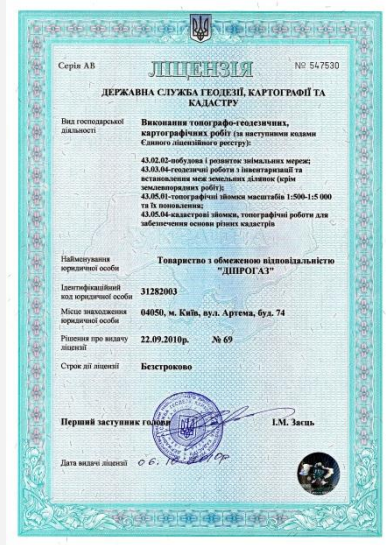 Серія АВ
№ 547530
ЛІЦЕНЗІЯ
ДЕРЖАВНА СЛУЖБА ГЕОДЕЗІЇ, КАРТОГРАФІЇ ТА
КАДАСТРУ
Вид господарської
діяльності
Виконання топографо-геодезичних,
картографічних робіт (за наступними кодами
Єдиного ліцензійного реєстру):
43.02.02-побудова і розвиток знімальних мереж;
43.03.04-геодезичні роботи з інвентаризації та
встановлення меж земельних ділянок (крім
землевпорядних робіт);
43.05.01-топографічні зйомки масштабів 1:500-1:5 000
та їх поновлення;
43.05.04-кадастрові зйомки, топографічні роботи для
забезпечення основи різних кадастрів
Найменування
юридичної особи
Товариство з обмеженою відповідальністю
"ДІПРОГАЗ"
Ідентифікаційний
код юридичної особи
31282003
Місце знаходження
юридичної особи
04050, м. Київ, вул. Артема, буд. 74
Рішення про видачу
ліцензії
22.09.2010р. № 69
Строк дії ліцензії
Безстроково
Перший заступник голови
І.М. Заєць
Дата видачі ліцензії
06.10.2010р